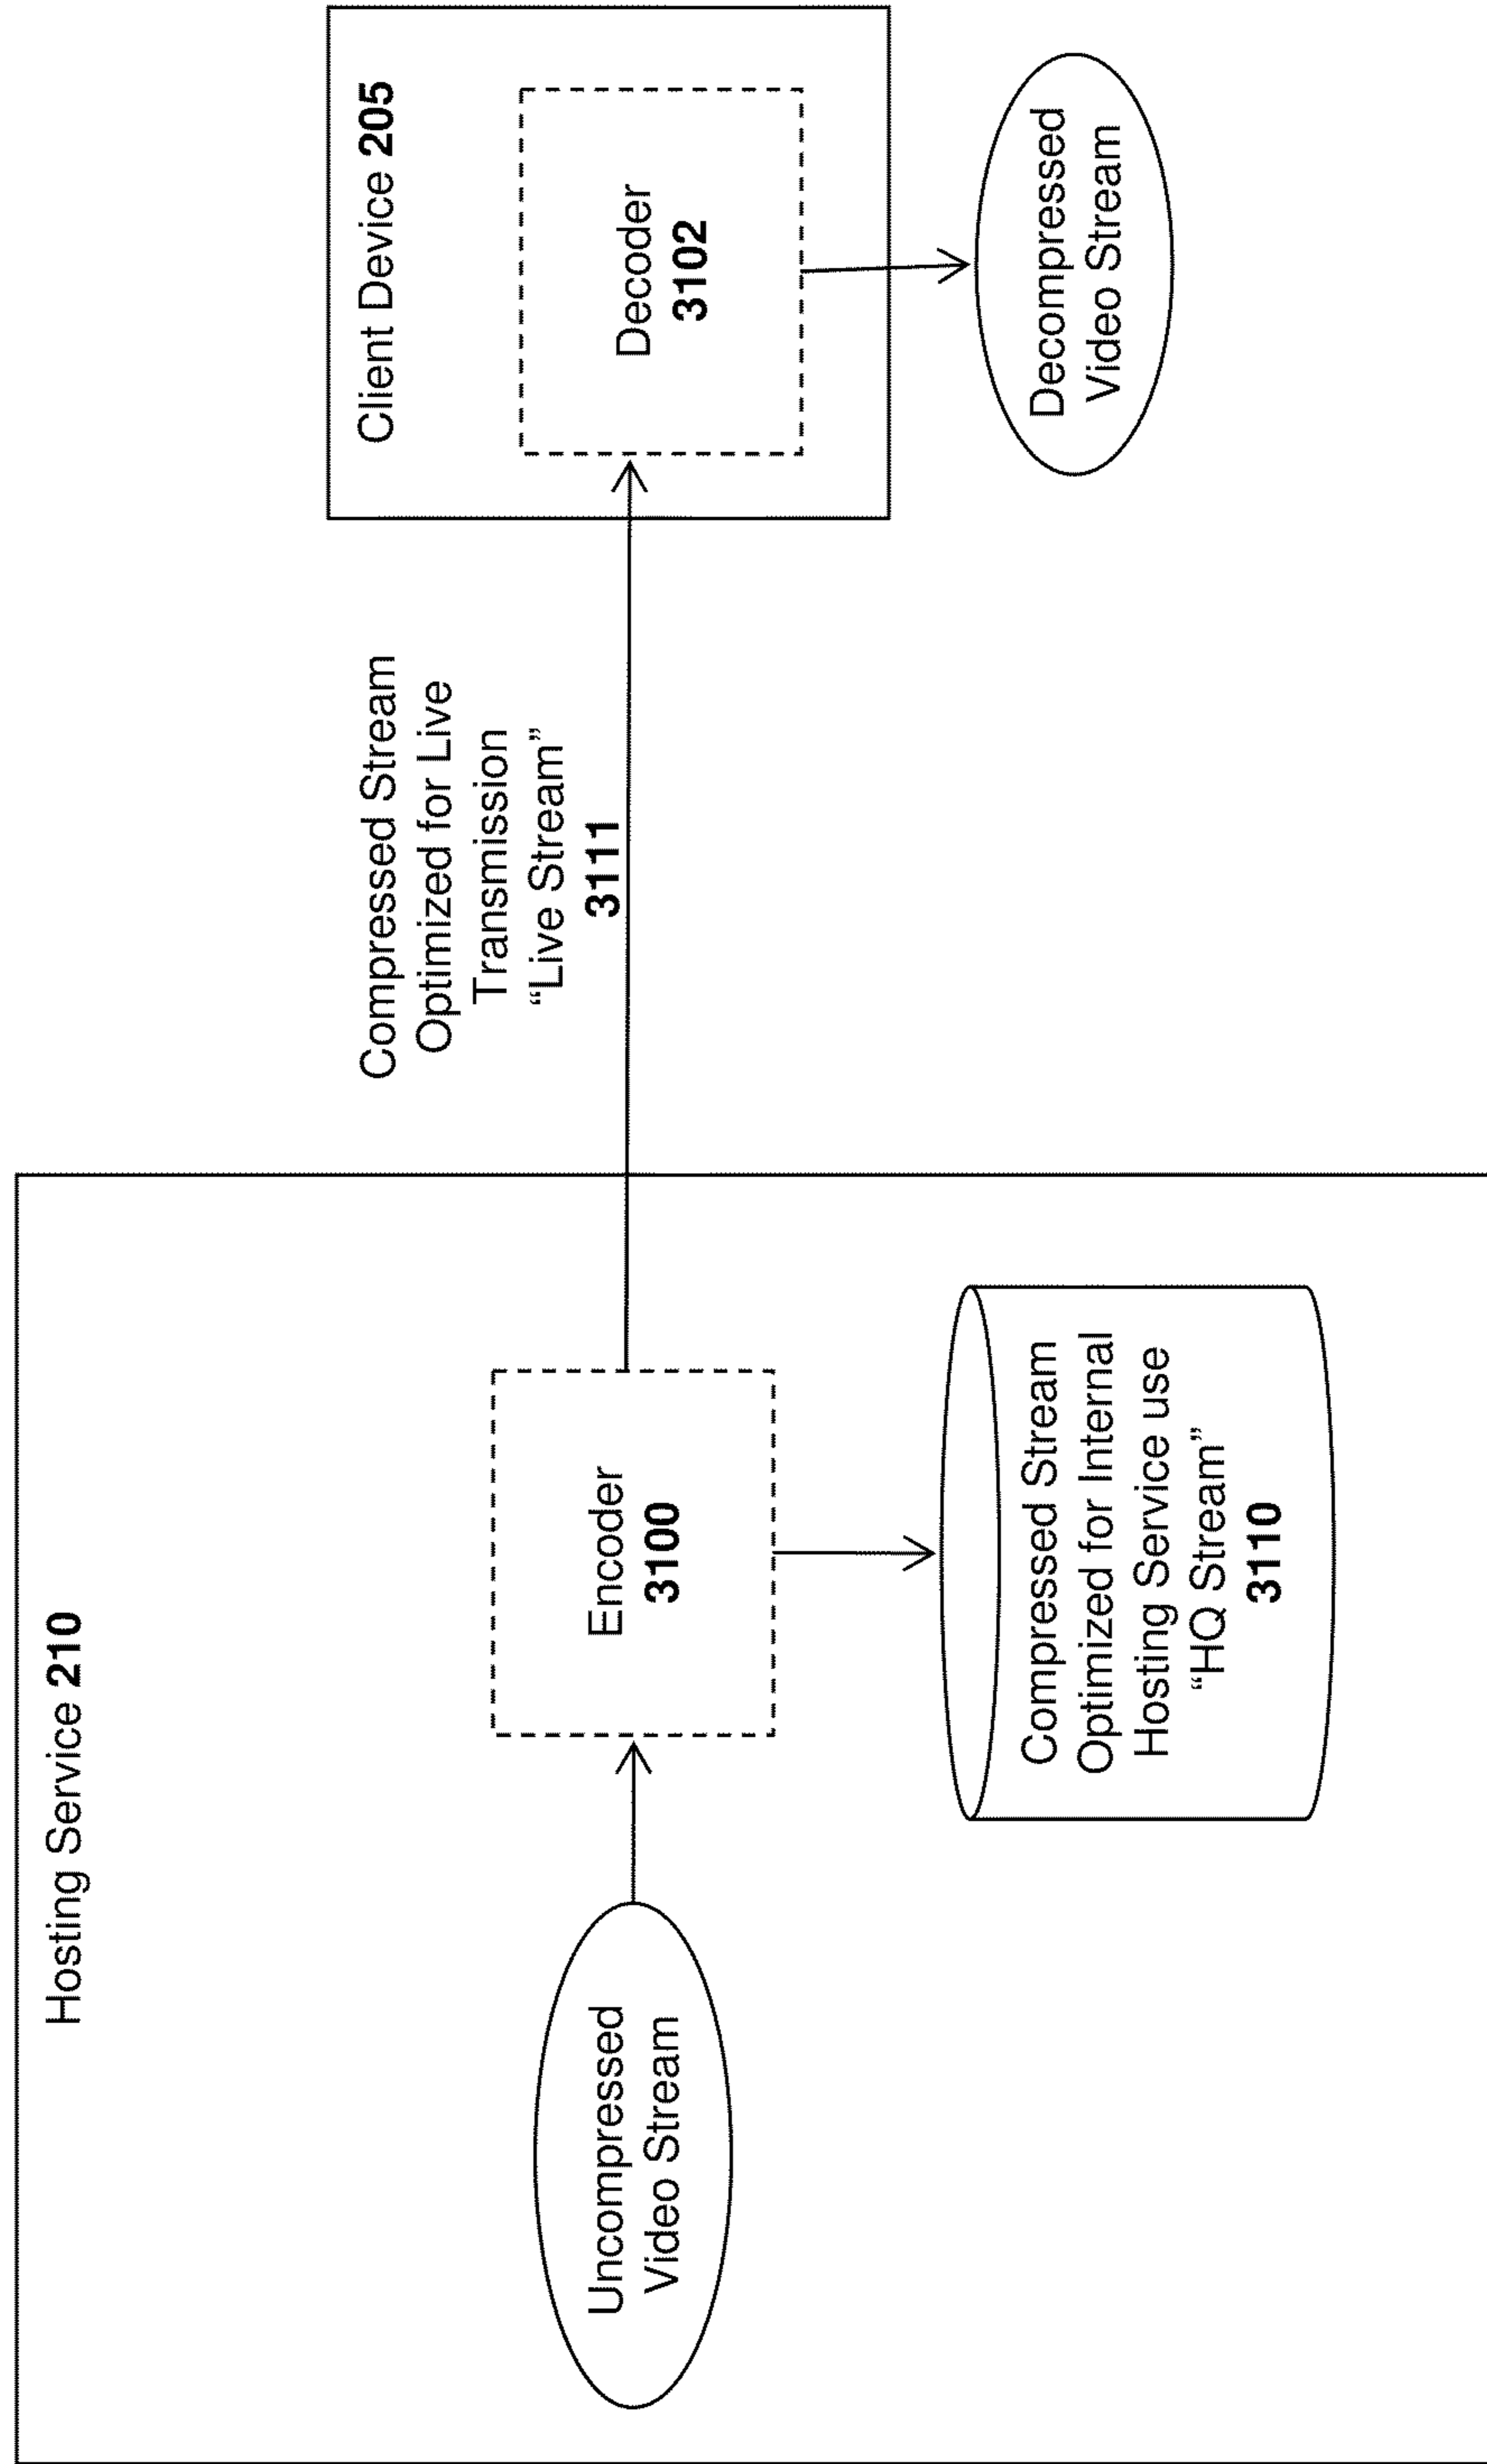 Hosting Service 210
Uncompressed
Video Stream
Encoder
3100
Compressed Stream
Optimized for Internal
Hosting Service use
“HQ Stream”
3110
Compressed Stream
Optimized for Live
Transmission
“Live Stream”
3111
Client Device 205
Decoder
3102
Decompressed
Video Stream